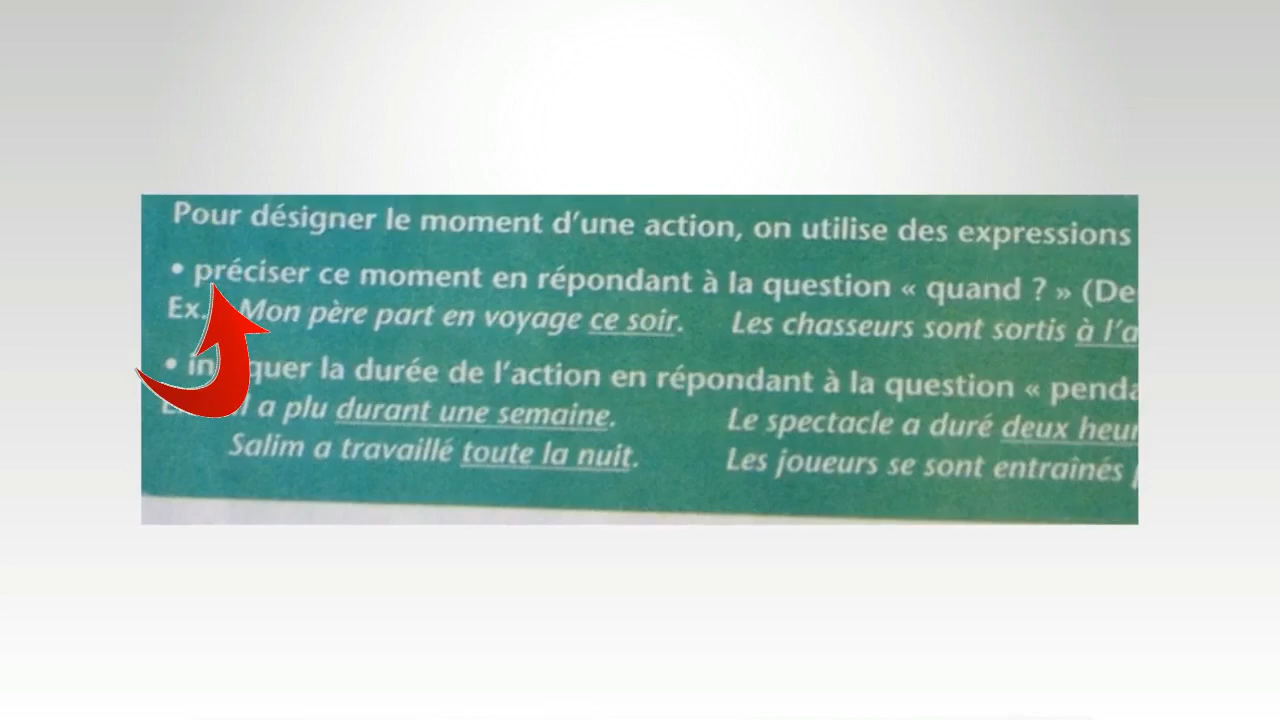 Pour désigner le moment d'une action, on utilise des expressions
• préciser ce moment en répondant à la question « quand ? » (De
Ex. Mon père part en voyage ce soir. Les chasseurs sont sortis à l'a
• la durée de l'action en répondant à la question « penda
a plu durant une semaine. Le spectacle a duré deux heur
Salim a travaillé toute la nuit. Les joueurs se sont entraînés